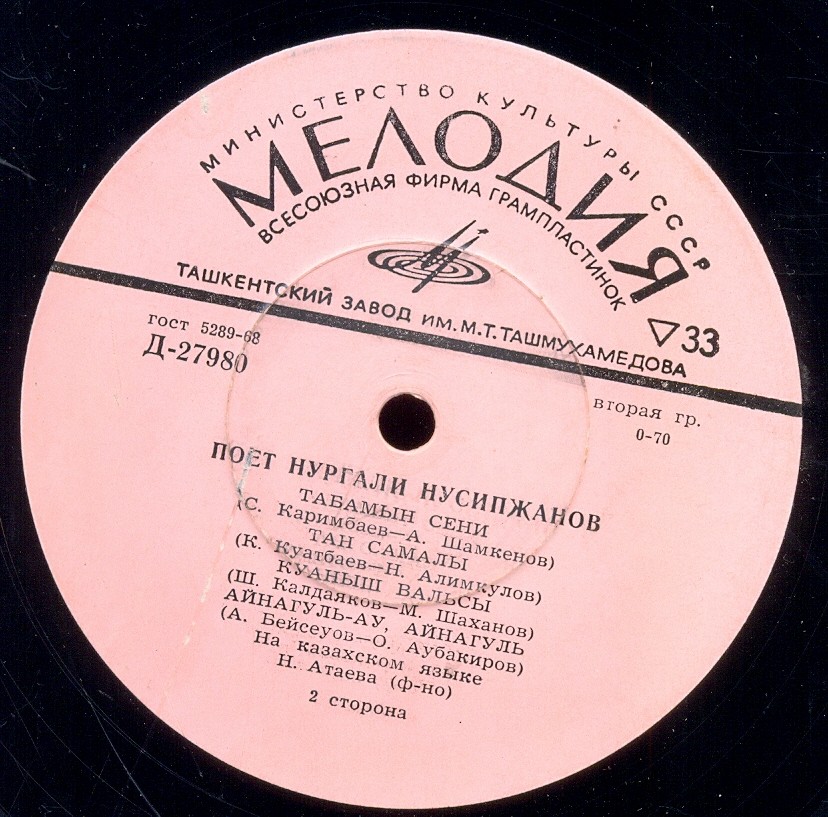 МИНИСТЕРСТВО КУЛЬТУРЫ СССР
МЕЛОДИЯ
ВСЕСОЮЗНАЯ ФИРМА ГРАМПЛАСТИНОК
ТАШКЕНТСКИЙ ЗАВОД ИМ. М.Т. ТАШМУХАМЕДОВА
▽33
гост 5289-68
Д-27980
вторая гр.
0-70
ПОЕТ НУРГАЛИ НУСИПЖАНОВ
ТАБАМЫН СЕНИ
(С. Каримбаев—А. Шамкенов)
ТАН САМАЛЫ
(К. Куатбаев—Н. Алимкулов)
КУАНЫШ ВАЛЬСЫ
(Ш. Калдаяков—М. Шаханов)
АЙНАГУЛЬ-АУ, АЙНАГУЛЬ
(А. Бейсеуов—О. Аубакиров)
На казахском языке
Н. Атаева (ф-но)
2 сторона